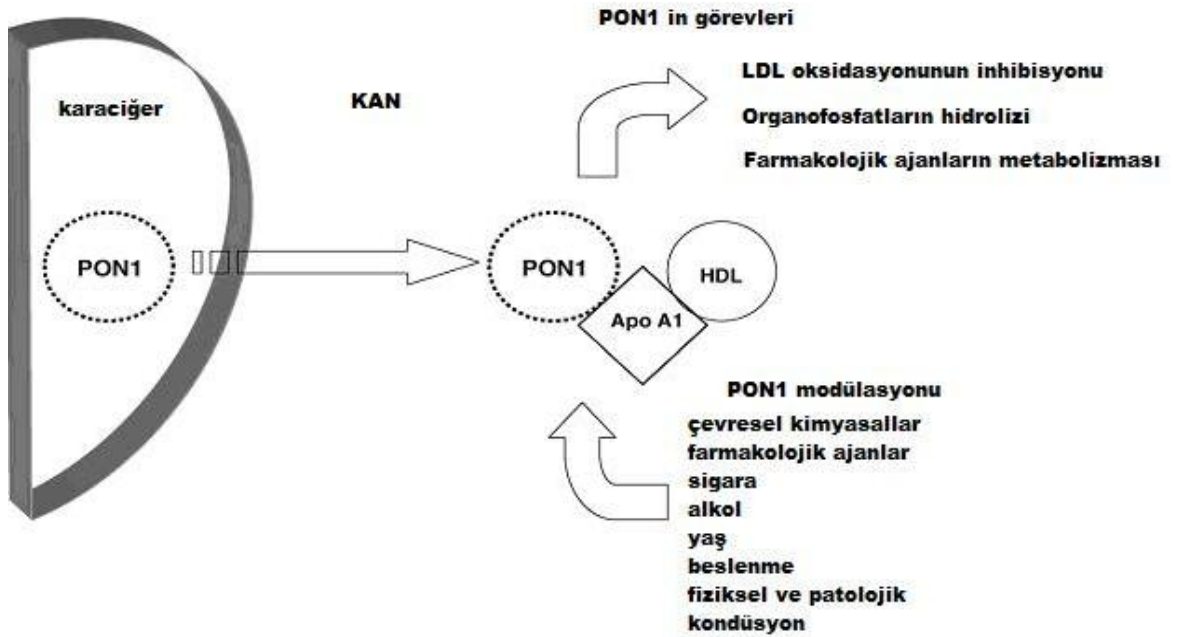 PON1 in görevleri
LDL oksidasyonunun inhibisyonu
karaciğer
KAN
Organofosfatların hidrolizi
Farmakolojik ajanların metabolizması
PON1
PON1
HDL
Apo A1
PON1 modülasyonu
çevresel kimyasallar
farmakolojik ajanlar
sigara
alkol
yaş
beslenme
fiziksel ve patolojik
kondüsyon